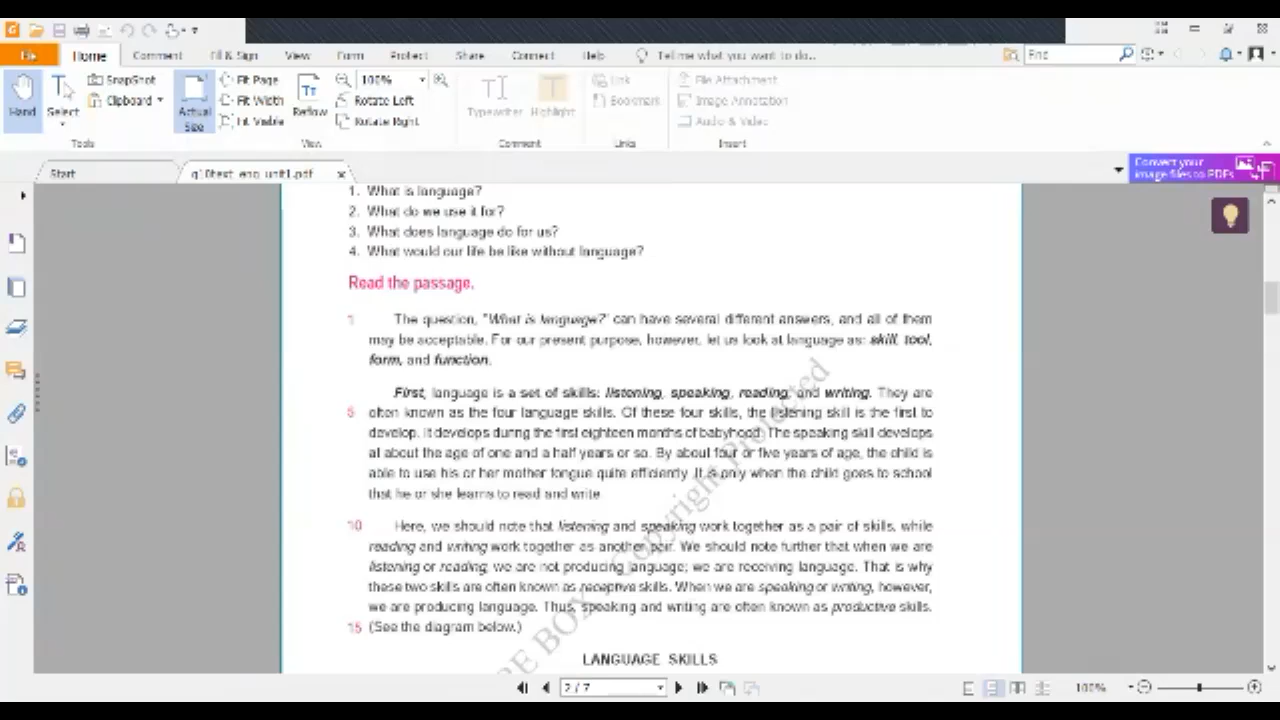 File Home Comment Fill & Sign View Form Protect Share Connect Help Tell me what you want to do..
Hand Select SnapShot Clipboard Actual Size Fit Page Fit Width Fit Visible Reflow 100% Rotate Left Rotate Right Typewriter Highlight Link Bookmark File Attachment Image Annotation Audio & Video
Tools View Comment Links Insert
Start g10text_eng_unit1.pdf
Convert your
image files to PDFs
1. What is language?
2. What do we use it for?
3. What does language do for us?
4. What would our life be like without language?
Read the passage.
1 The question, "What is language?" can have several different answers, and all of them
may be acceptable. For our present purpose, however, let us look at language as: skill, tool,
form, and function.
First, language is a set of skills: listening, speaking, reading, and writing. They are
5 often known as the four language skills. Of these four skills, the listening skill is the first to
develop. It develops during the first eighteen months of babyhood. The speaking skill develops
at about the age of one and a half years or so. By about four or five years of age, the child is
able to use his or her mother tongue quite efficiently. It is only when the child goes to school
that he or she learns to read and write.
10 Here, we should note that listening and speaking work together as a pair of skills, while
reading and writing work together as another pair. We should note further that when we are
listening or reading, we are not producing language; we are receiving language. That is why
these two skills are often known as receptive skills. When we are speaking or writing, however,
we are producing language. Thus, speaking and writing are often known as productive skills.
15 (See the diagram below.)
LANGUAGE SKILLS
BOX Copyright Protected
2 / 7 100%